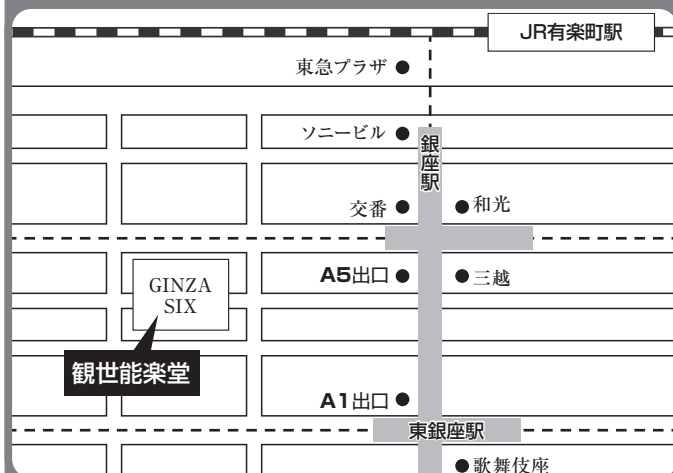 JR有楽町駅
東急プラザ
ソニービル
銀座駅
交番
和光
GINZA
SIX
A5出口
三越
観世能楽堂
A1出口
東銀座駅
歌舞伎座